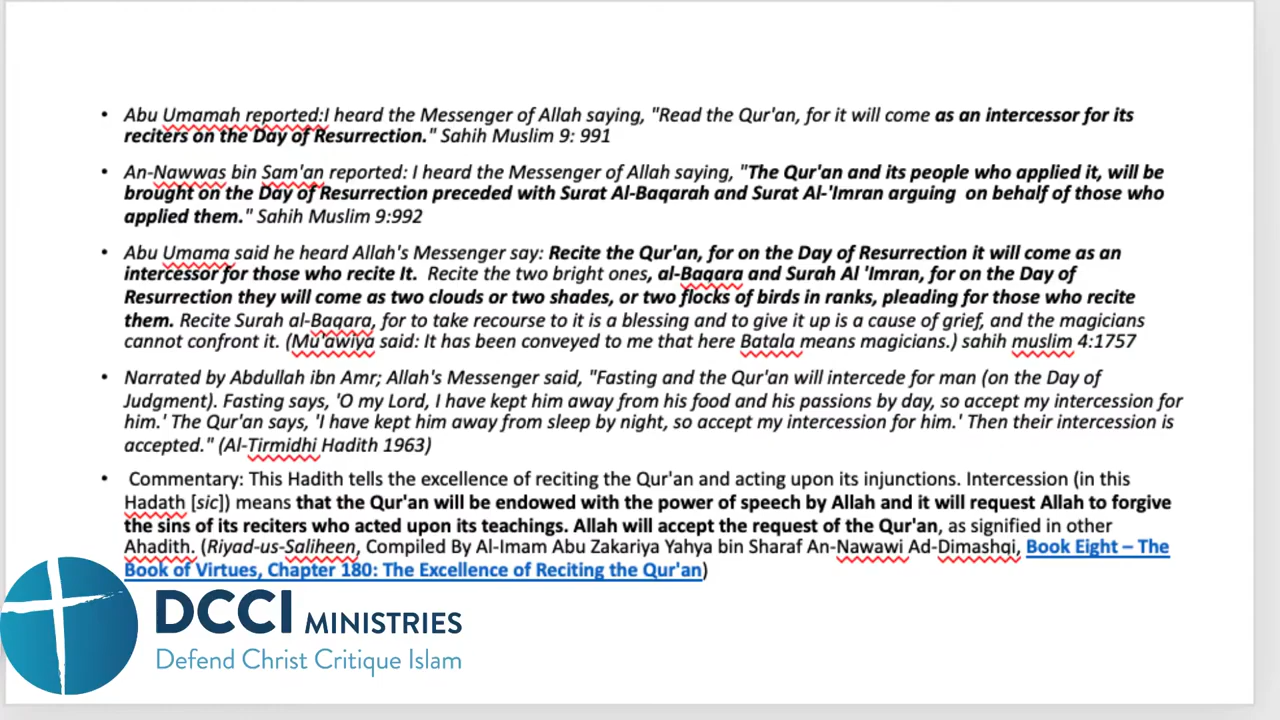 • Abu Umamah reported:I heard the Messenger of Allah saying, "Read the Qur'an, for it will come as an intercessor for its
reciters on the Day of Resurrection." Sahih Muslim 9: 991
• An-Nawwas bin Sam'an reported: I heard the Messenger of Allah saying, "The Qur'an and its people who applied it, will be
brought on the Day of Resurrection preceded with Surat Al-Baqarah and Surat Al-'Imran arguing on behalf of those who
applied them." Sahih Muslim 9:992
• Abu Umama said he heard Allah's Messenger say: Recite the Qur'an, for on the Day of Resurrection it will come as an
intercessor for those who recite It. Recite the two bright ones, al-Baqara and Surah Al 'Imran, for on the Day of
Resurrection they will come as two clouds or two shades, or two flocks of birds in ranks, pleading for those who recite
them. Recite Surah al-Baqara, for to take recourse to it is a blessing and to give it up is a cause of grief, and the magicians
cannot confront it. (Mu'awiya said: It has been conveyed to me that here Batala means magicians.) sahih muslim 4:1757
• Narrated by Abdullah ibn Amr; Allah's Messenger said, "Fasting and the Qur'an will intercede for man (on the Day of
Judgment). Fasting says, 'O my Lord, I have kept him away from his food and his passions by day, so accept my intercession for
him.' The Qur'an says, 'I have kept him away from sleep by night, so accept my intercession for him.' Then their intercession is
accepted." (Al-Tirmidhi Hadith 1963)
• Commentary: This Hadith tells the excellence of reciting the Qur'an and acting upon its injunctions. Intercession (in this
Hadath [sic]) means that the Qur'an will be endowed with the power of speech by Allah and it will request Allah to forgive
the sins of its reciters who acted upon its teachings. Allah will accept the request of the Qur'an, as signified in other
Ahadith. (Riyad-us-Saliheen, Compiled By Al-Imam Abu Zakariya Yahya bin Sharaf An-Nawawi Ad-Dimashqi, Book Eight – The
Book of Virtues, Chapter 180: The Excellence of Reciting the Qur'an)
DCCI MINISTRIES
Defend Christ Critique Islam